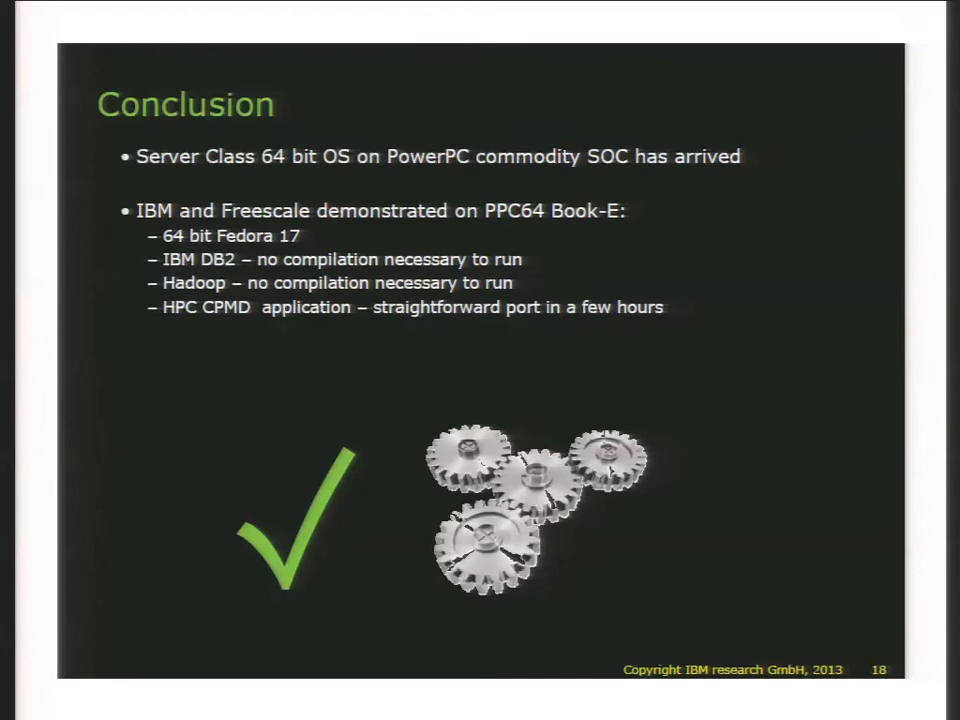 Conclusion
• Server Class 64 bit OS on PowerPC commodity SOC has arrived
• IBM and Freescale demonstrated on PPC64 Book-E:
– 64 bit Fedora 17
– IBM DB2 – no compilation necessary to run
– Hadoop – no compilation necessary to run
– HPC CPMD application – straightforward port in a few hours
Copyright IBM research GmbH, 2013 18